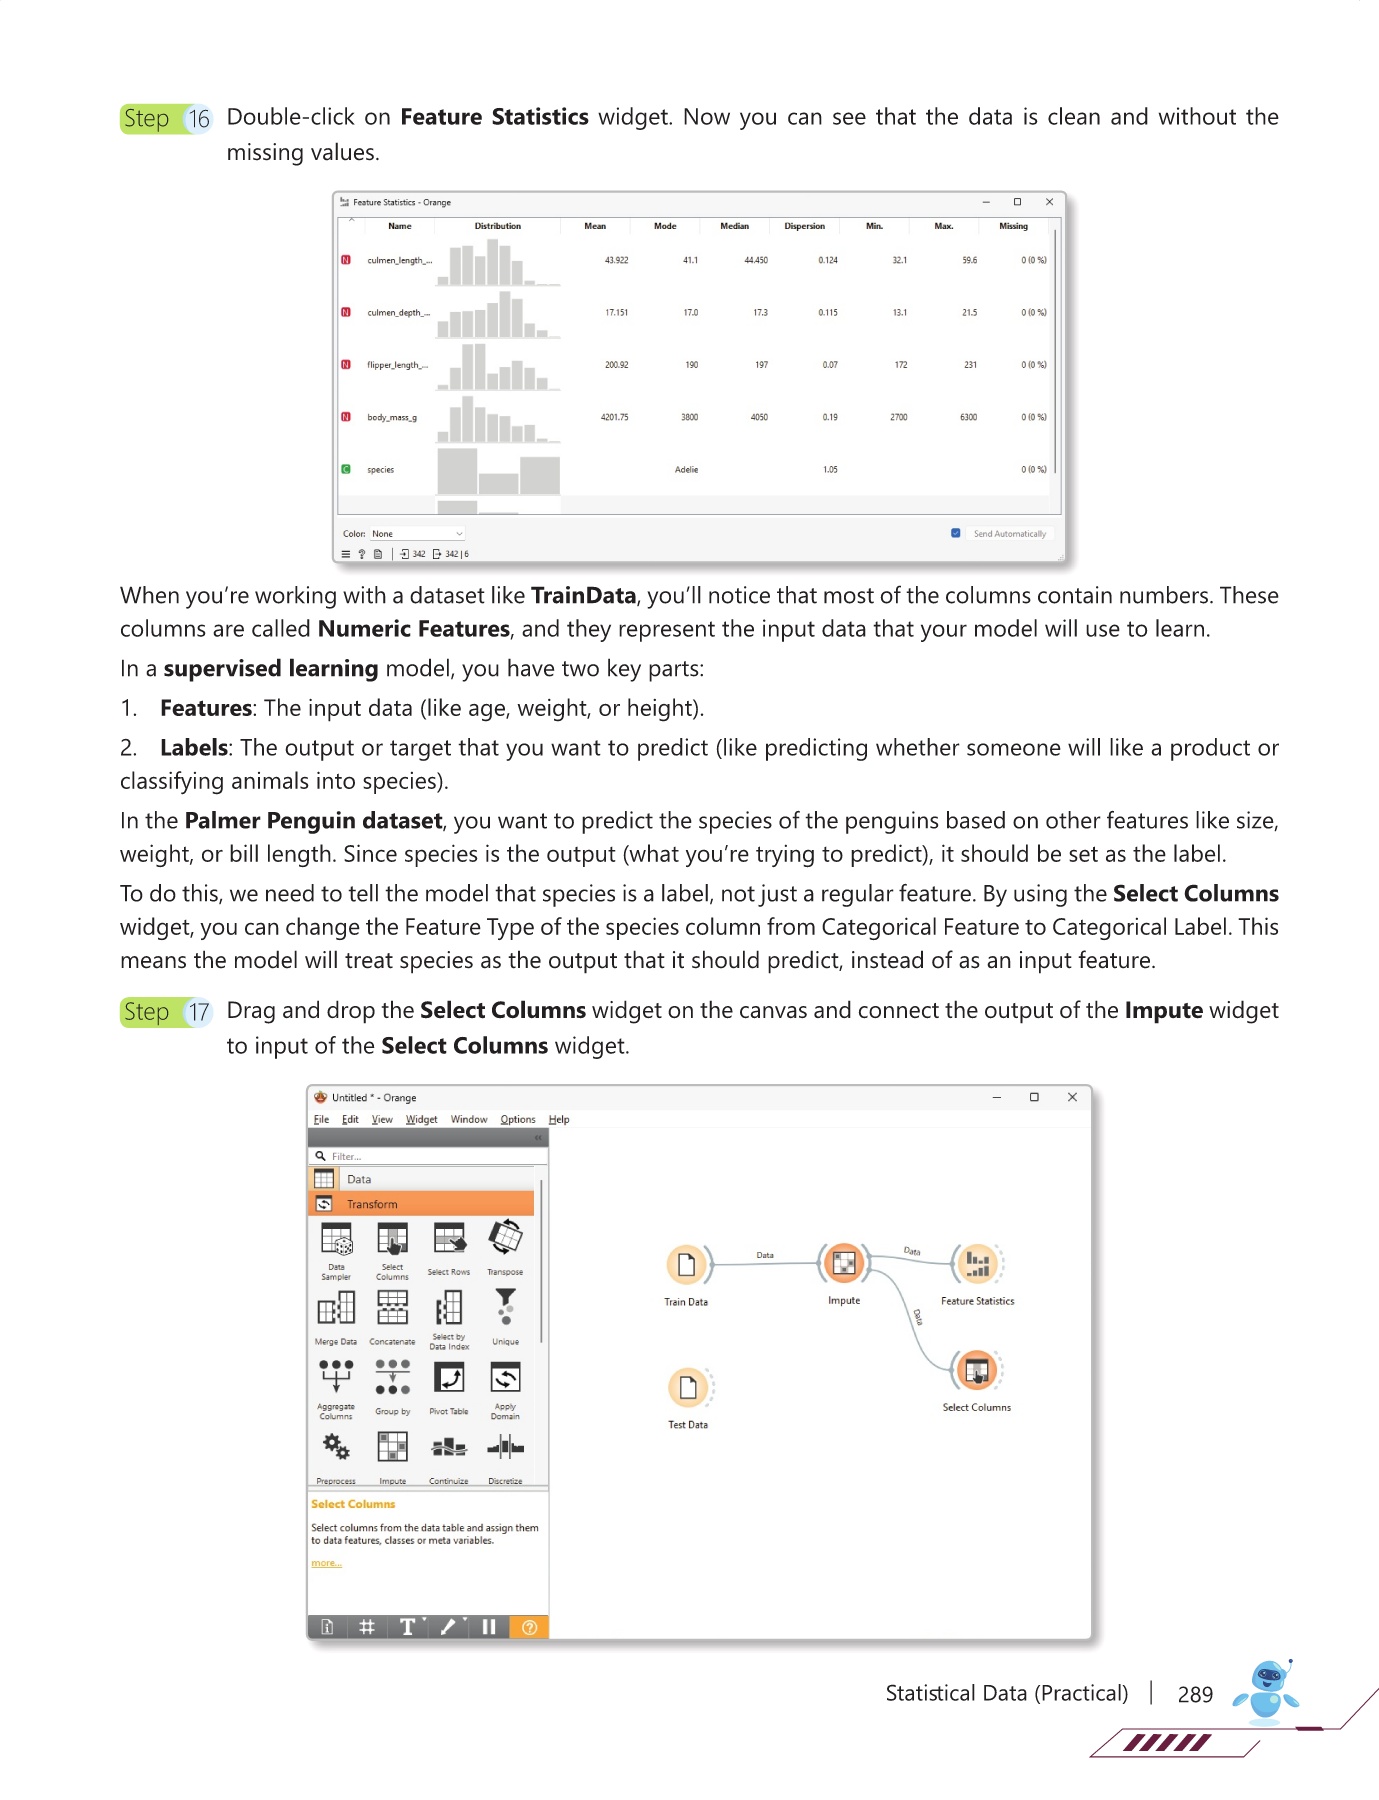 Step 16 Double-click on Feature Statistics widget. Now you can see that the data is clean and without the
missing values.
Feature Statistics - Orange
Name Distribution Mean Mode Median Dispersion Min. Max. Missing
N culmen_length_... 43.922 41.1 44.450 0.124 32.1 59.6 0 (0 %)
N culmen_depth_... 17.151 17.0 17.3 0.115 13.1 21.5 0 (0 %)
N flipper_length_... 200.92 190 197 0.07 172 231 0 (0 %)
N body_mass_g 4201.75 3800 4050 0.19 2700 6300 0 (0 %)
C species Adelie 1.05 0 (0 %)
Color: None Send Automatically
342 342 | 6
When you're working with a dataset like TrainData, you'll notice that most of the columns contain numbers. These
columns are called Numeric Features, and they represent the input data that your model will use to learn.
In a supervised learning model, you have two key parts:
1. Features: The input data (like age, weight, or height).
2. Labels: The output or target that you want to predict (like predicting whether someone will like a product or
classifying animals into species).
In the Palmer Penguin dataset, you want to predict the species of the penguins based on other features like size,
weight, or bill length. Since species is the output (what you're trying to predict), it should be set as the label.
To do this, we need to tell the model that species is a label, not just a regular feature. By using the Select Columns
widget, you can change the Feature Type of the species column from Categorical Feature to Categorical Label. This
means the model will treat species as the output that it should predict, instead of as an input feature.
Step 17 Drag and drop the Select Columns widget on the canvas and connect the output of the Impute widget
to input of the Select Columns widget.
Untitled * - Orange
File Edit View Widget Window Options Help
Filter...
Data
Transform
Data Sampler Select Columns Select Rows Transpose
Merge Data Concatenate Select by Data Index Unique
Aggregate Columns Group by Pivot Table Apply Domain
Preprocess Impute Continuize Discretize
Select Columns
Select columns from the data table and assign them
to data features, classes or meta variables.
more...
Data
Data
Data
Train Data
Impute
Feature Statistics
Select Columns
Test Data
Statistical Data (Practical) | 289